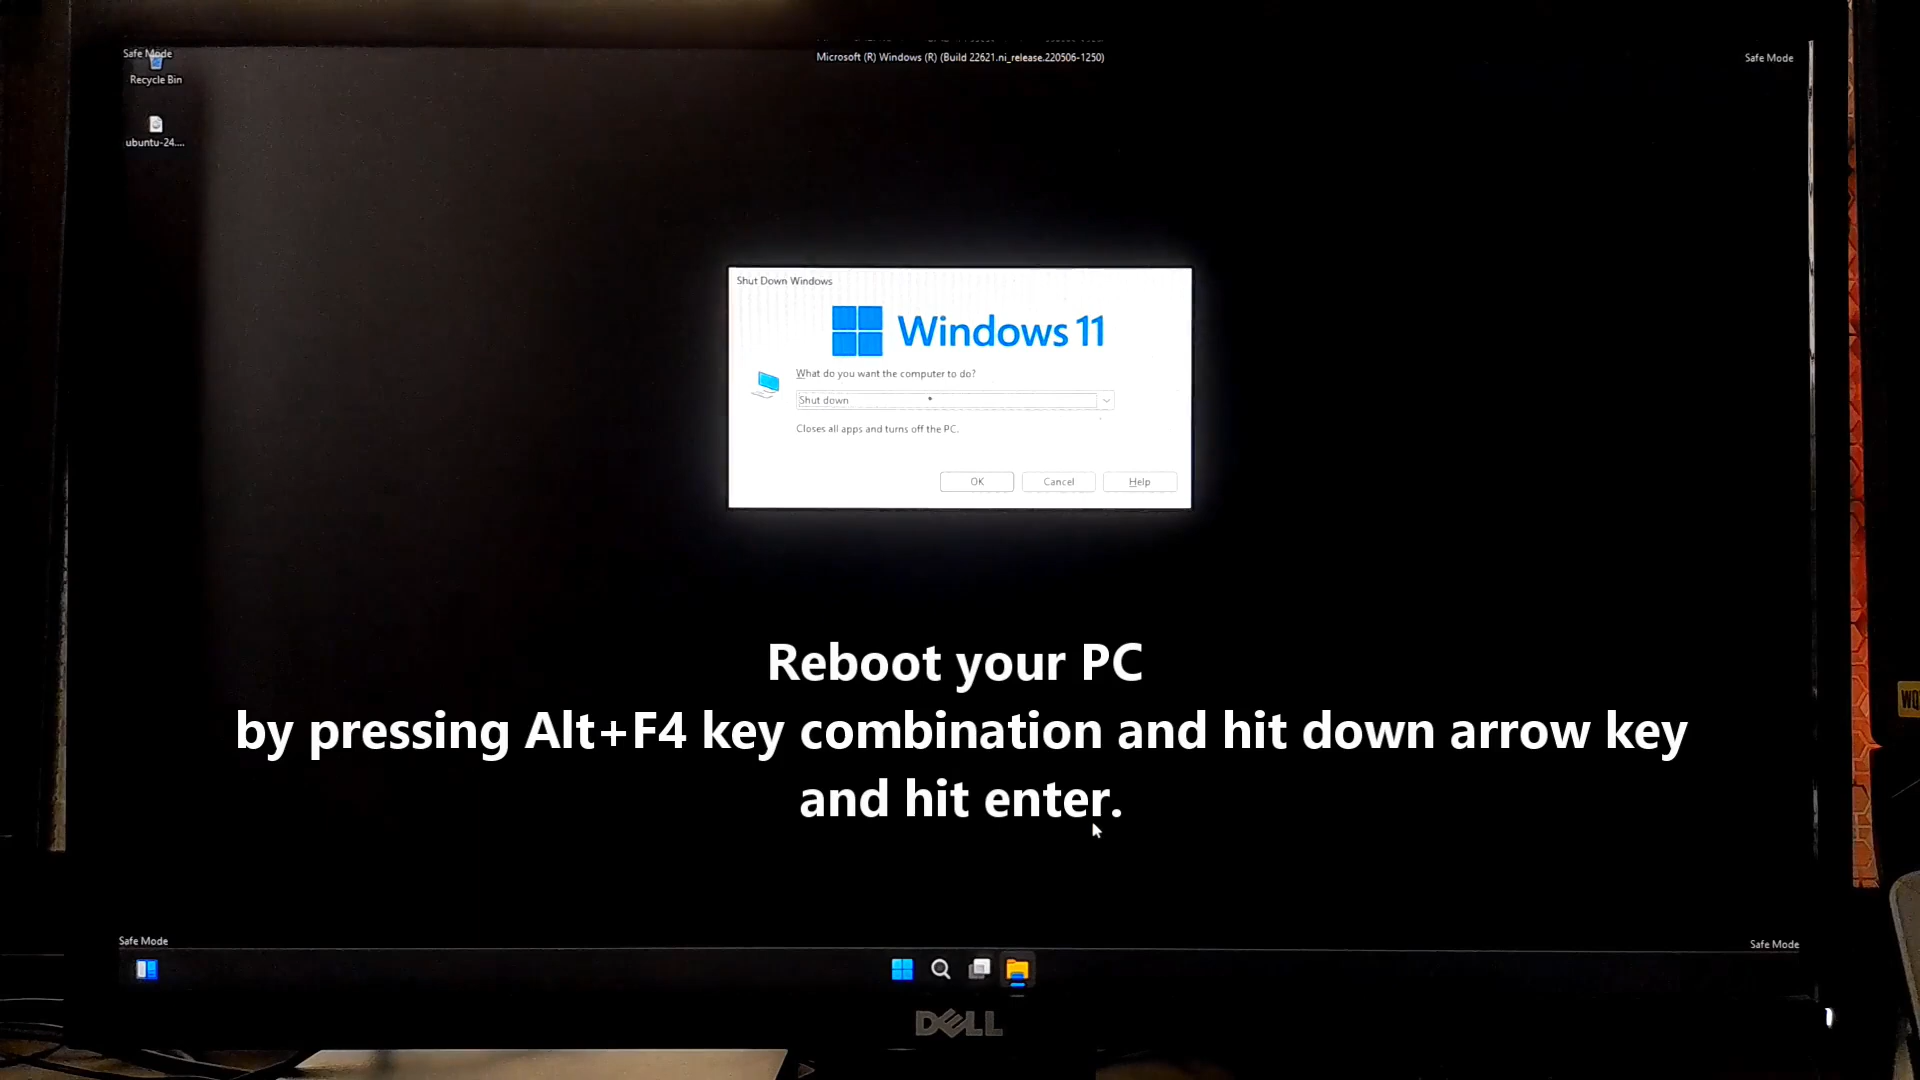 Safe Mode
Microsoft (R) Windows (R) (Build 22621.ni_release.220506-1250)
Safe Mode
Recycle Bin
ubuntu-24....
Shut Down Windows
Windows 11
What do you want the computer to do?
Shut down
Closes all apps and turns off the PC.
OK
Cancel
Help
Reboot your PC
by pressing Alt+F4 key combination and hit down arrow key
and hit enter.
Safe Mode
Safe Mode
DELL